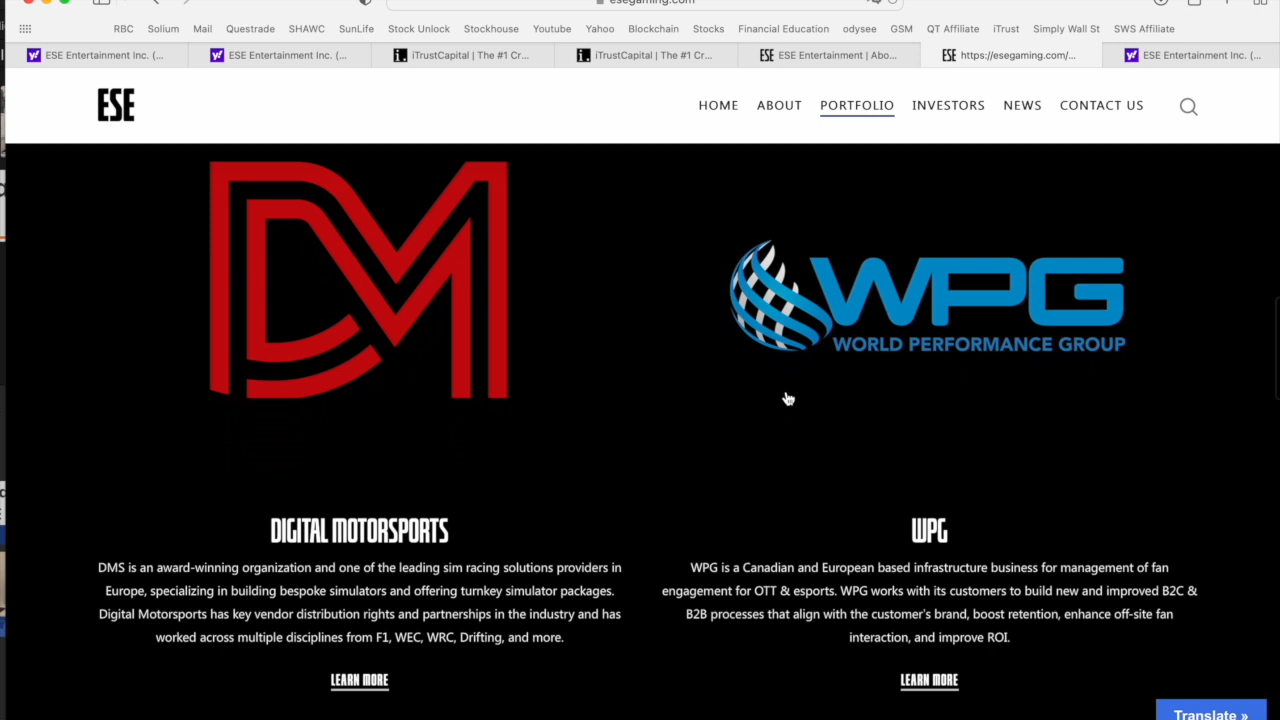 esegaming.com
RBC Solium Mail Questrade SHAWC SunLife Stock Unlock Stockhouse Youtube Yahoo Blockchain Stocks Financial Education odysee GSM QT Affiliate iTrust Simply Wall St SWS Affiliate
ESE Entertainment Inc. (... ESE Entertainment Inc. (... iTrustCapital | The #1 Cr... iTrustCapital | The #1 Cr... ESE ESE Entertainment | Abo... ESE https://esegaming.com/... ESE Entertainment Inc. (...
ESE HOME ABOUT PORTFOLIO INVESTORS NEWS CONTACT US
DM
WPG
WORLD PERFORMANCE GROUP
DIGITAL MOTORSPORTS
DMS is an award-winning organization and one of the leading sim racing solutions providers in
Europe, specializing in building bespoke simulators and offering turnkey simulator packages.
Digital Motorsports has key vendor distribution rights and partnerships in the industry and has
worked across multiple disciplines from F1, WEC, WRC, Drifting, and more.
LEARN MORE
WPG
WPG is a Canadian and European based infrastructure business for management of fan
engagement for OTT & esports. WPG works with its customers to build new and improved B2C &
B2B processes that align with the customer's brand, boost retention, enhance off-site fan
interaction, and improve ROI.
LEARN MORE
Translate »